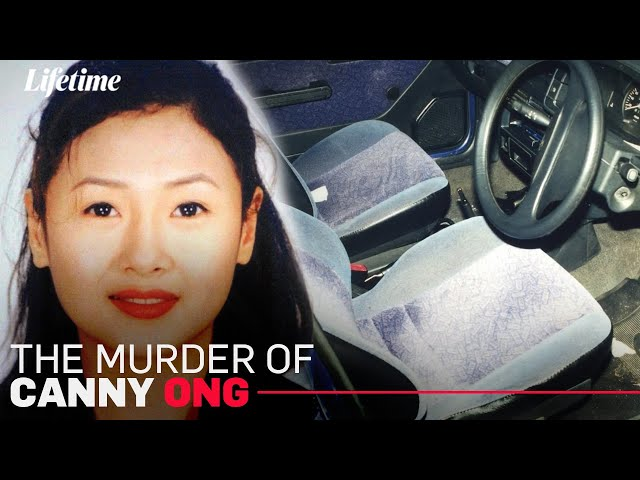 Lifetime
THE MURDER OF
CANNY ONG